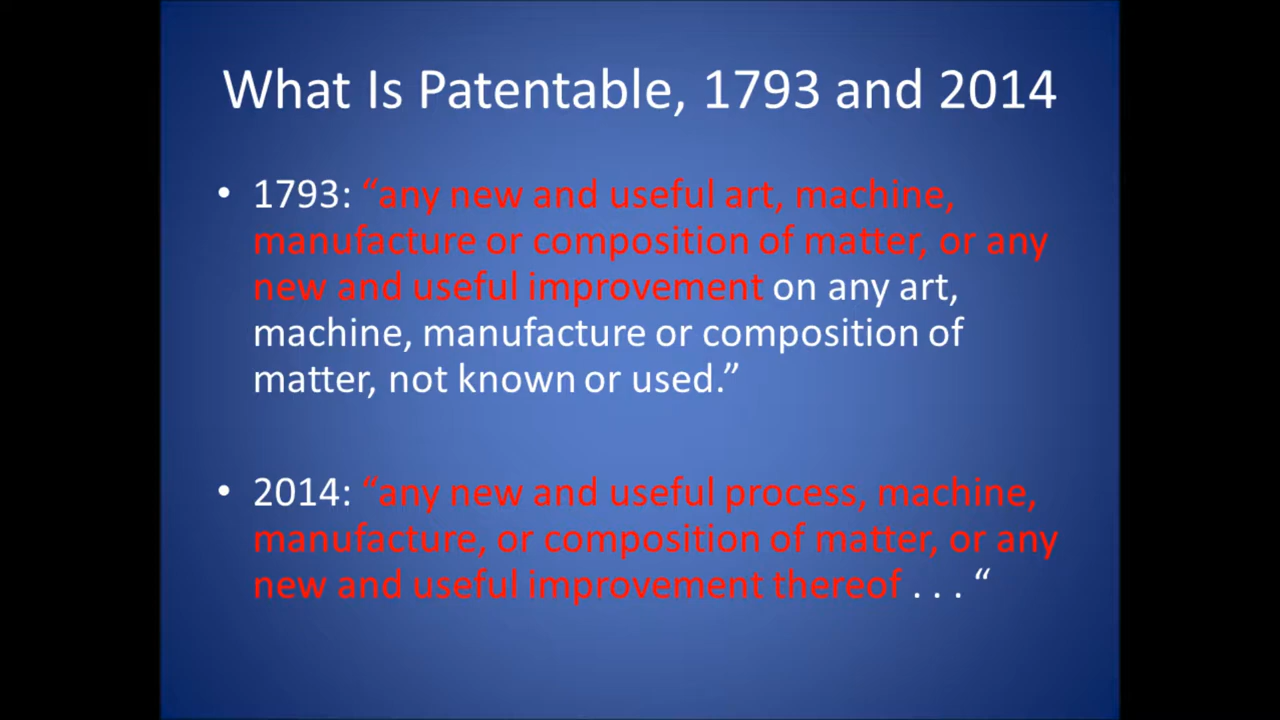 What Is Patentable, 1793 and 2014
• 1793: “any new and useful art, machine,
manufacture or composition of matter, or any
new and useful improvement on any art,
machine, manufacture or composition of
matter, not known or used.”
• 2014: “any new and useful process, machine,
manufacture, or composition of matter, or any
new and useful improvement thereof . . . “